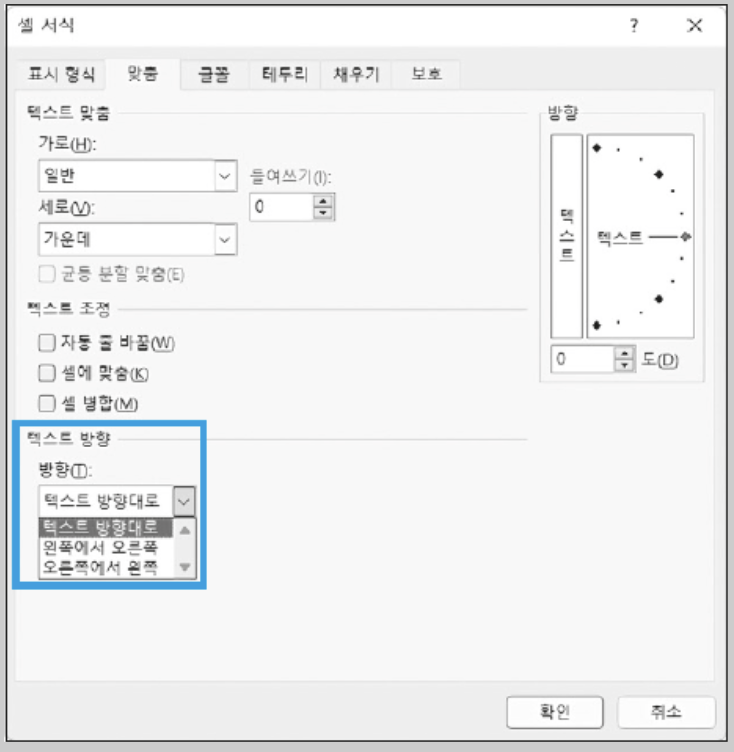 셀 서식 ? ×
표시 형식 맞춤 글꼴 테두리 채우기 보호
텍스트 맞춤
가로(H):
일반
들여쓰기(I):
0
세로(V):
가운데
균등 분할 맞춤(E)
텍스트 조정
자동 줄 바꿈(W)
셀에 맞춤(K)
셀 병합(M)
텍스트 방향
방향(T):
텍스트 방향대로
텍스트 방향대로
왼쪽에서 오른쪽
오른쪽에서 왼쪽
방향
텍스트
텍스트
0 도(D)
확인 취소